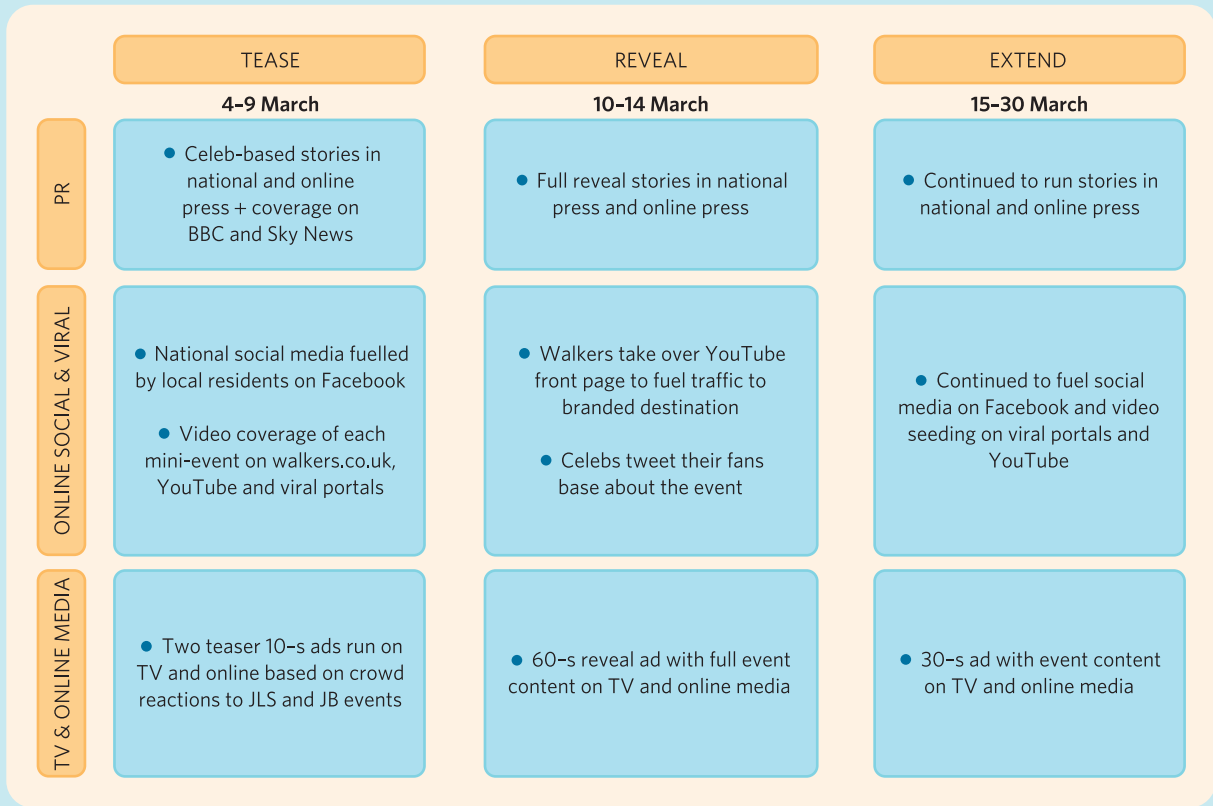 TEASE
REVEAL
EXTEND
4–9 March
10–14 March
15–30 March
PR
● Celeb-based stories in
national and online
press + coverage on
BBC and Sky News
● Full reveal stories in national
press and online press
● Continued to run stories in
national and online press
ONLINE SOCIAL & VIRAL
● National social media fuelled
by local residents on Facebook
● Video coverage of each
mini-event on walkers.co.uk,
YouTube and viral portals
● Walkers take over YouTube
front page to fuel traffic to
branded destination
● Celebs tweet their fans
base about the event
● Continued to fuel social
media on Facebook and video
seeding on viral portals and
YouTube
TV & ONLINE MEDIA
● Two teaser 10–s ads run on
TV and online based on crowd
reactions to JLS and JB events
● 60–s reveal ad with full event
content on TV and online media
● 30–s ad with event content
on TV and online media